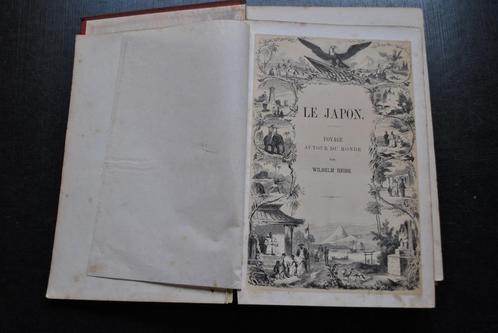 LE JAPON.
VOYAGE
AUTOUR DU MONDE
PAR
WILHELM HEINE